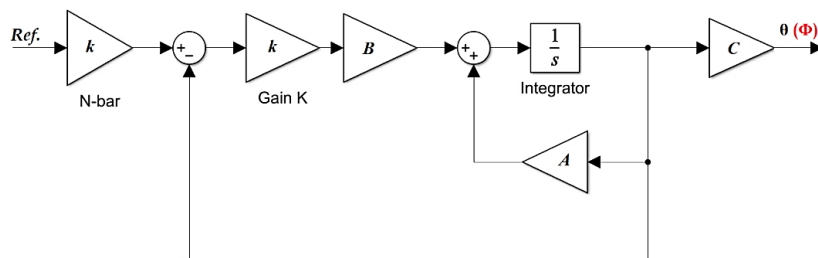 Ref.
k
N-bar
+
−
k
Gain K
B
+
+
1
s
Integrator
C
θ (Φ)
A